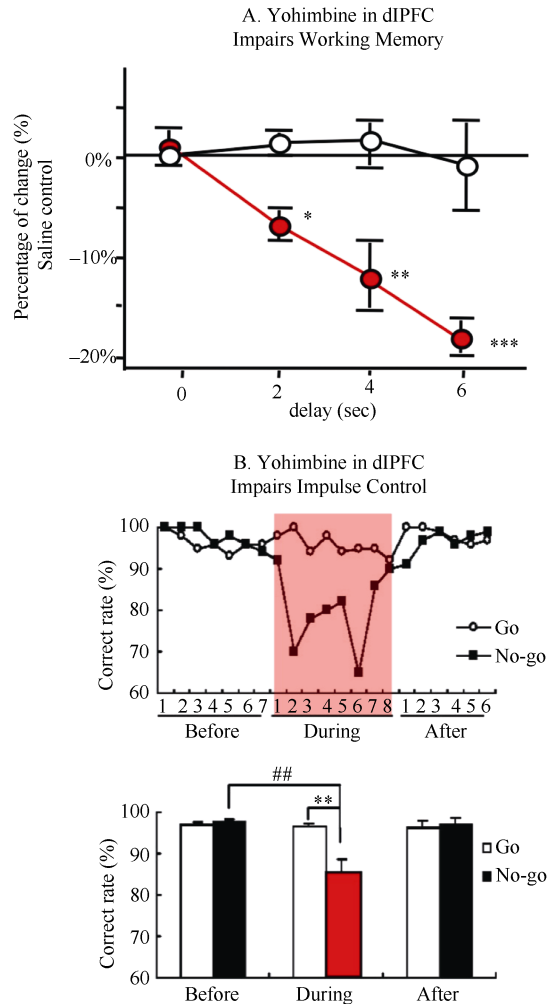 A. Yohimbine in dlPFC
Impairs Working Memory
Percentage of change (%)
Saline control
0%
–10%
–20%
*
**
***
0 2 4 6
delay (sec)
B. Yohimbine in dlPFC
Impairs Impulse Control
Correct rate (%)
100
90
80
70
60
Go
No-go
1 2 3 4 5 6 7 1 2 3 4 5 6 7 8 1 2 3 4 5 6
Before During After
##
**
Correct rate (%)
100
90
80
70
60
Go
No-go
Before During After